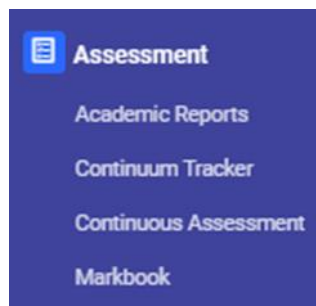 Assessment
Academic Reports
Continuum Tracker
Continuous Assessment
Markbook